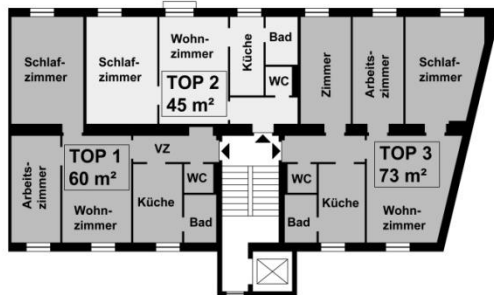 Schlaf-
zimmer
Schlaf-
zimmer
Wohn-
zimmer
Küche
Bad
WC
TOP 2
45 m²
Zimmer
Arbeits-
zimmer
Schlaf-
zimmer
Arbeits-
zimmer
TOP 1
60 m²
VZ
Wohn-
zimmer
Küche
WC
Bad
WC
Bad
Küche
TOP 3
73 m²
Wohn-
zimmer